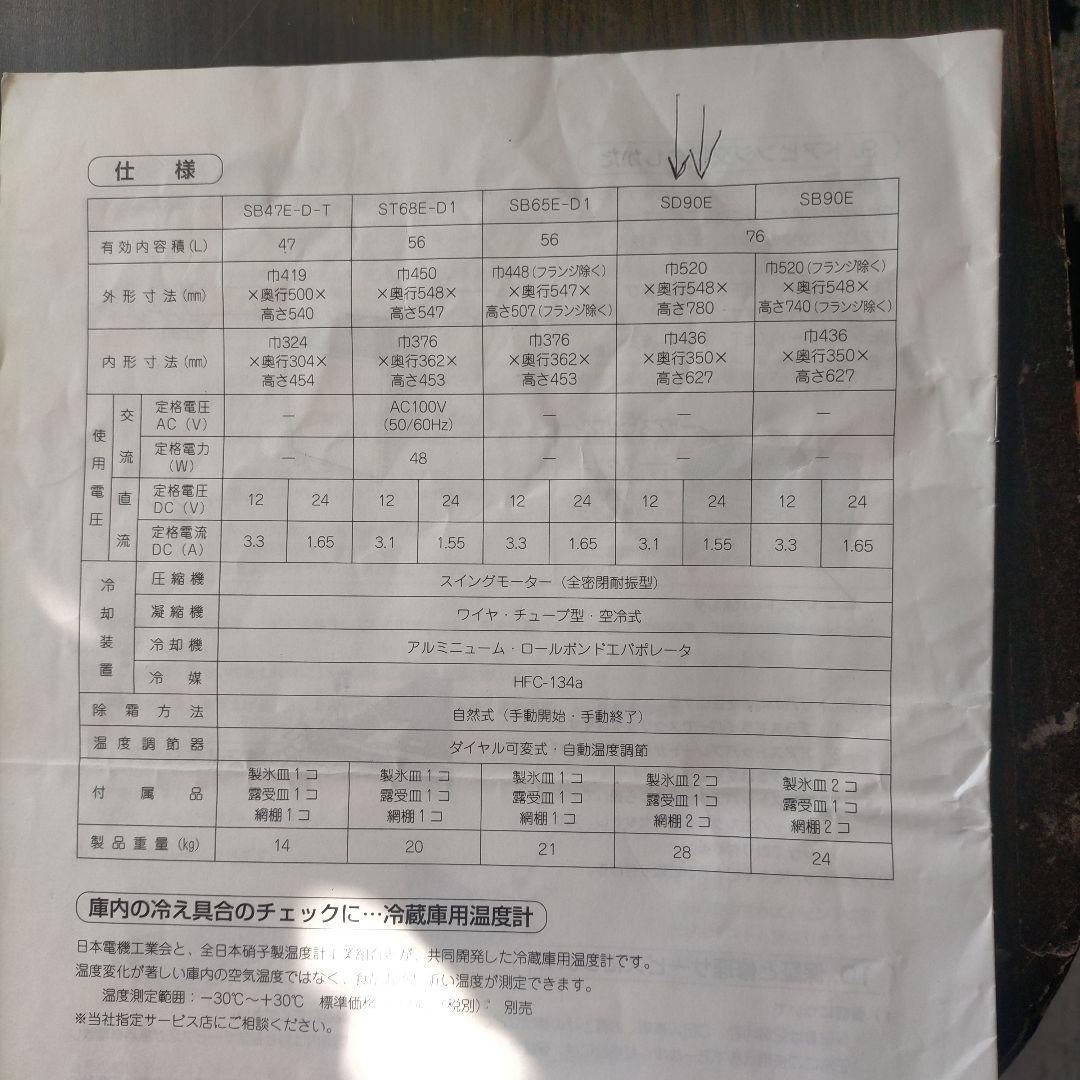 仕 様
SB47E-D-T ST68E-D1 SB65E-D1 SD90E SB90E
有効内容積(L) 47 56 56 76
外形寸法(mm)
巾419
×奥行500×
高さ540
巾450
×奥行548×
高さ547
巾448(フランジ除く)
×奥行547×
高さ507(フランジ除く)
巾520
×奥行548×
高さ780
巾520(フランジ除く)
×奥行548×
高さ740(フランジ除く)
内形寸法(mm)
巾324
×奥行304×
高さ454
巾376
×奥行362×
高さ453
巾376
×奥行362×
高さ453
巾436
×奥行350×
高さ627
巾436
×奥行350×
高さ627
使用電圧
交流
定格電圧
AC(V)
ー
AC100V
(50/60Hz)
ー ー ー
定格電力
(W)
ー 48 ー ー ー
直流
定格電圧
DC(V)
12 24 12 24 12 24 12 24 12 24
定格電流
DC(A)
3.3 1.65 3.1 1.55 3.3 1.65 3.1 1.55 3.3 1.65
冷却装置
圧縮機 スイングモーター(全密閉耐振型)
凝縮機 ワイヤ・チューブ型・空冷式
冷却機 アルミニューム・ロールボンドエバポレータ
冷媒 HFC-134a
除霜方法 自然式(手動開始・手動終了)
温度調節器 ダイヤル可変式・自動温度調節
付属品
製氷皿1コ
露受皿1コ
網棚1コ
製氷皿1コ
露受皿1コ
網棚1コ
製氷皿1コ
露受皿1コ
網棚1コ
製氷皿2コ
露受皿1コ
網棚2コ
製氷皿2コ
露受皿1コ
網棚2コ
製品重量(kg) 14 20 21 28 24
庫内の冷え具合のチェックに…冷蔵庫用温度計
日本電機工業会と、全日本硝子製温度計工業組合とが、共同開発した冷蔵庫用温度計です。
温度変化が著しい庫内の空気温度ではなく、食 い温度が測定できます。
温度測定範囲:−30℃〜+30℃ 標準価格 (税別): 別売
※当社指定サービス店にご相談ください。